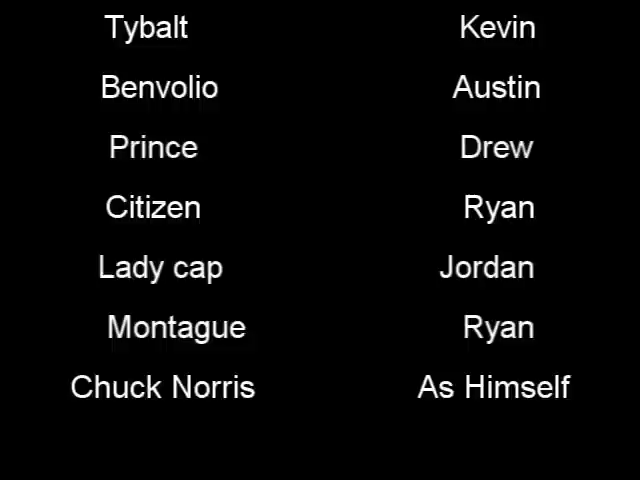 Tybalt Kevin
Benvolio Austin
Prince Drew
Citizen Ryan
Lady cap Jordan
Montague Ryan
Chuck Norris As Himself